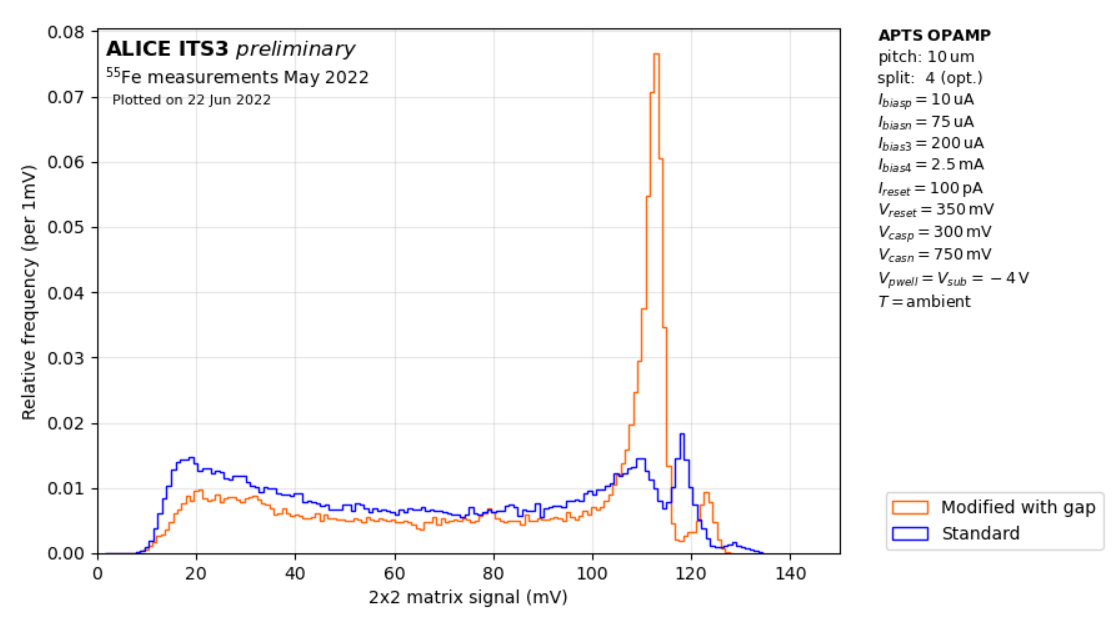 ALICE ITS3 preliminary
55Fe measurements May 2022
Plotted on 22 Jun 2022
Relative frequency (per 1mV)
0.08
0.07
0.06
0.05
0.04
0.03
0.02
0.01
0.00
0 20 40 60 80 100 120 140
2x2 matrix signal (mV)
APTS OPAMP
pitch: 10 um
split: 4 (opt.)
Ibiasp = 10 uA
Ibiasn = 75 uA
Ibias3 = 200 uA
Ibias4 = 2.5 mA
Ireset = 100 pA
Vreset = 350 mV
Vcasp = 300 mV
Vcasn = 750 mV
Vpwell = Vsub = − 4 V
T = ambient
Modified with gap
Standard